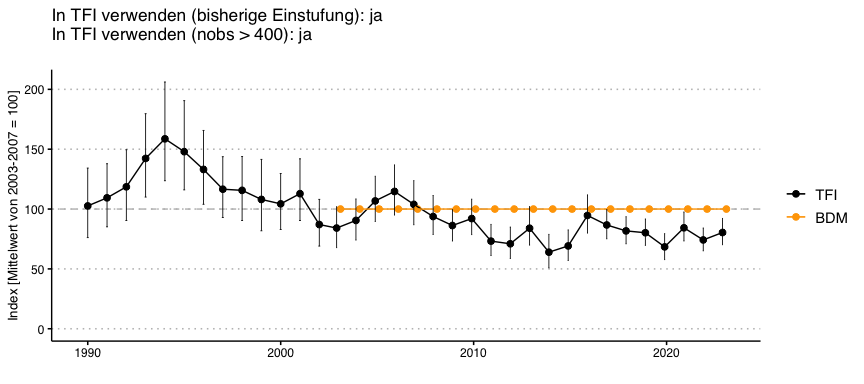 In TFI verwenden (bisherige Einstufung): ja
In TFI verwenden (nobs > 400): ja
Index [Mittelwert von 2003-2007 = 100]
200
150
100
50
0
1990
2000
2010
2020
TFI
BDM